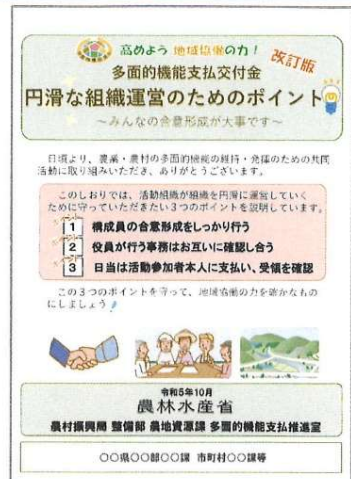 高めよう 地域協働の力!
改訂版
多面的機能支払交付金
円滑な組織運営のためのポイント
~みんなの合意形成が大事です~
日頃より、農業・農村の多面的機能の維持・発揮のための共同
活動に取り組みいただき、ありがとうございます。
このしおりでは、活動組織が組織を円滑に運営していく
ために守っていただきたい3つのポイントを説明しています。
1 構成員の合意形成をしっかり行う
2 役員が行う事務はお互いに確認し合う
3 日当は活動参加者本人に支払い、受領を確認
この3つのポイントを守って、地域協働の力を確かなもの
にしましょう!
令和5年10月
農林水産省
農村振興局 整備部 農地資源課 多面的機能支払推進室
〇〇県〇〇部〇〇課 市町村〇〇課等